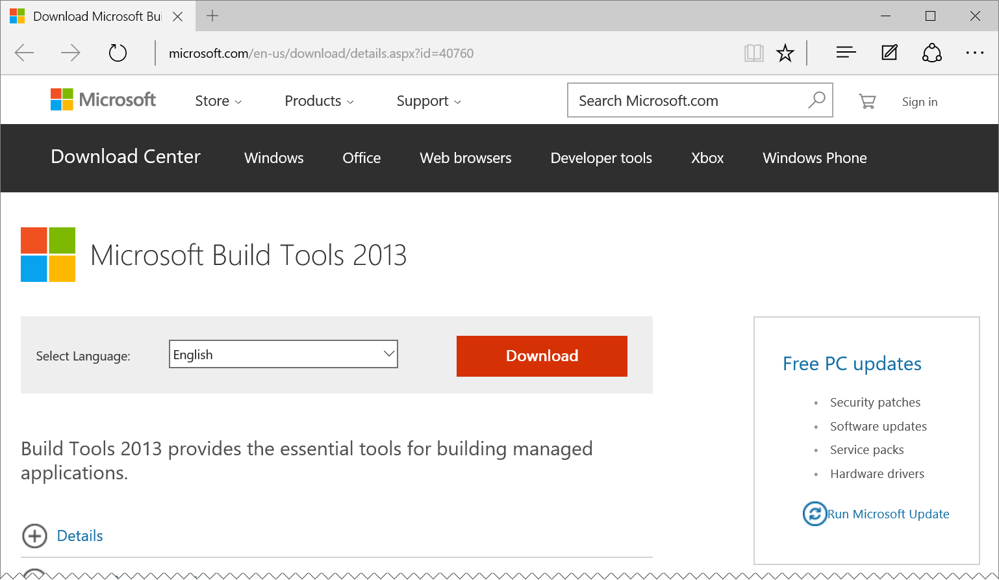 Download Microsoft Bui
microsoft.com/en-us/download/details.aspx?id=40760
Microsoft Store Products Support Search Microsoft.com Sign in
Download Center Windows Office Web browsers Developer tools Xbox Windows Phone
Microsoft Build Tools 2013
Select Language: English Download
Build Tools 2013 provides the essential tools for building managed
applications.
Details
Free PC updates
• Security patches
• Software updates
• Service packs
• Hardware drivers
Run Microsoft Update